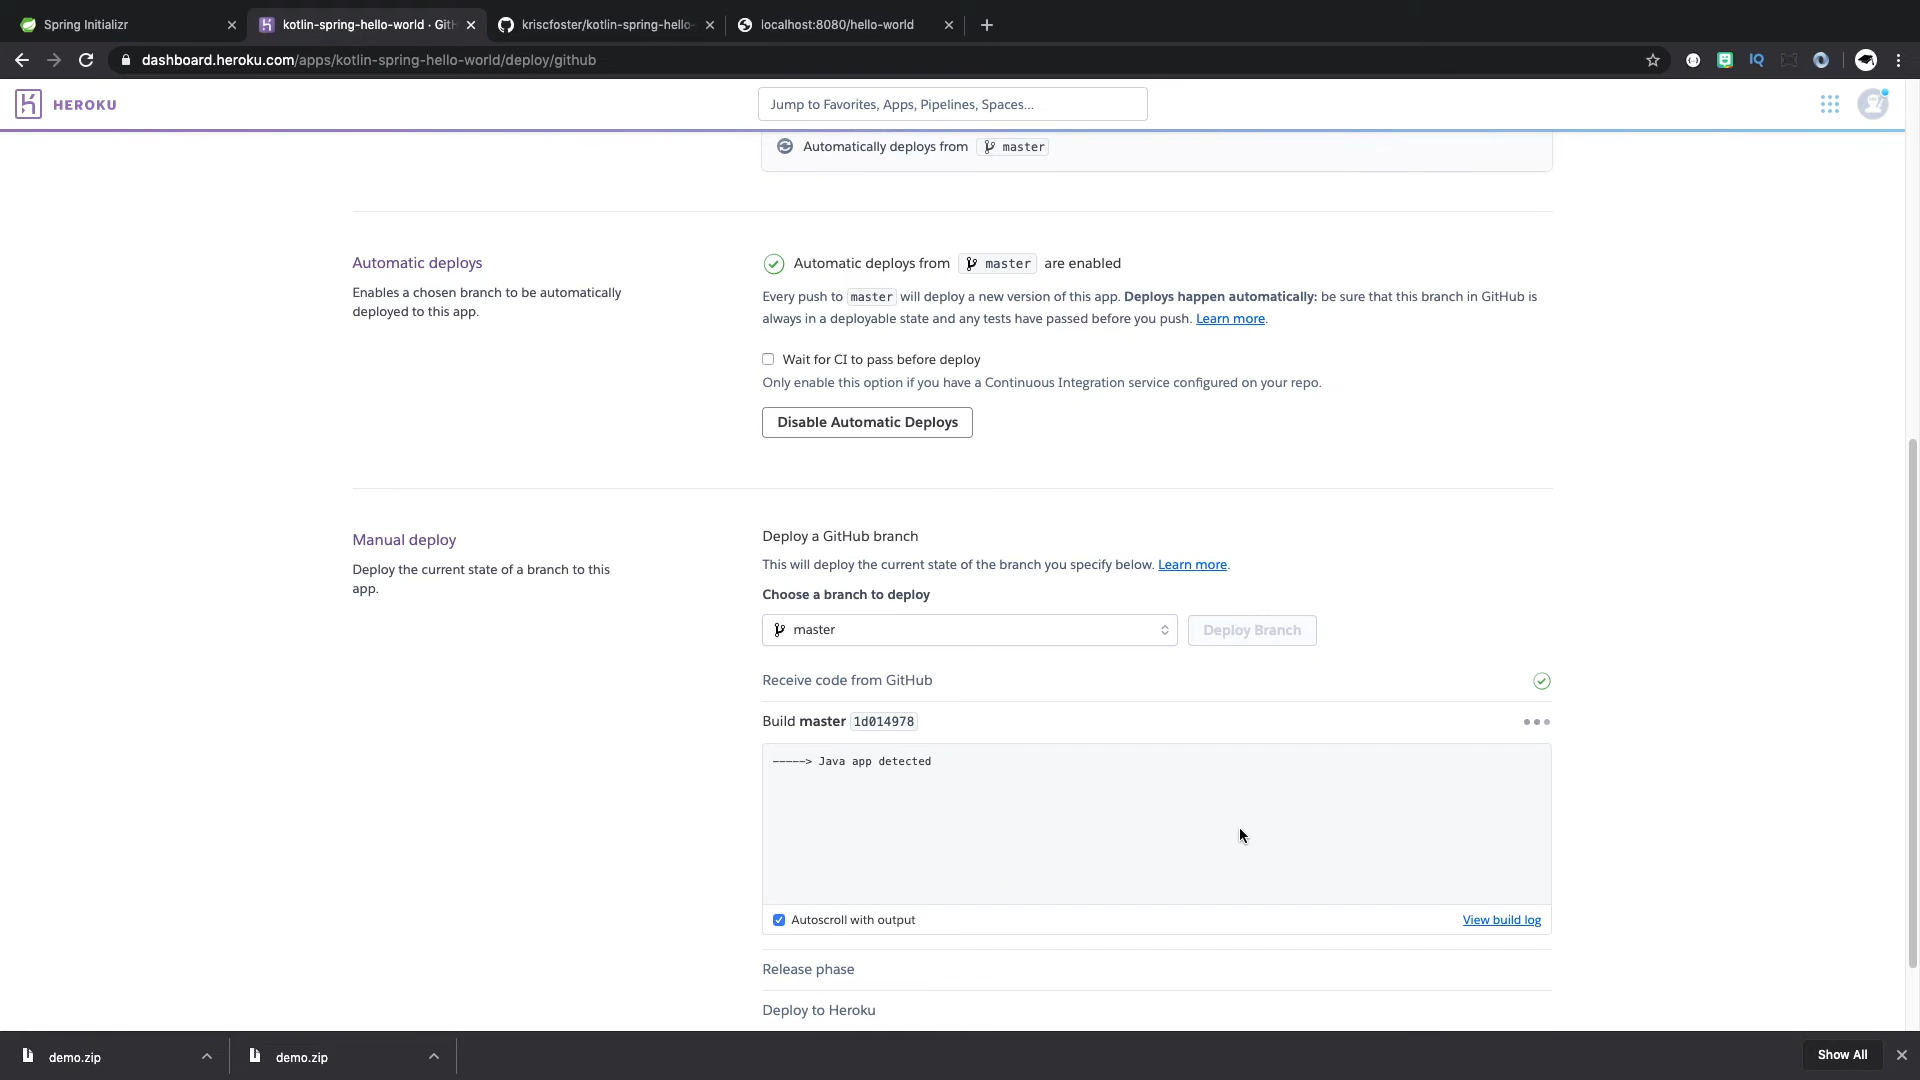 Spring Initializr
kotlin-spring-hello-world · Git
kriscfoster/kotlin-spring-hello-
localhost:8080/hello-world
dashboard.heroku.com/apps/kotlin-spring-hello-world/deploy/github
IQ
HEROKU
Jump to Favorites, Apps, Pipelines, Spaces...
Automatically deploys from master
Automatic deploys
Enables a chosen branch to be automatically
deployed to this app.
Automatic deploys from master are enabled
Every push to master will deploy a new version of this app. Deploys happen automatically: be sure that this branch in GitHub is
always in a deployable state and any tests have passed before you push. Learn more.
Wait for CI to pass before deploy
Only enable this option if you have a Continuous Integration service configured on your repo.
Disable Automatic Deploys
Manual deploy
Deploy the current state of a branch to this
app.
Deploy a GitHub branch
This will deploy the current state of the branch you specify below. Learn more.
Choose a branch to deploy
master
Deploy Branch
Receive code from GitHub
Build master 1d014978
-----> Java app detected
Autoscroll with output
View build log
Release phase
Deploy to Heroku
demo.zip
demo.zip
Show All